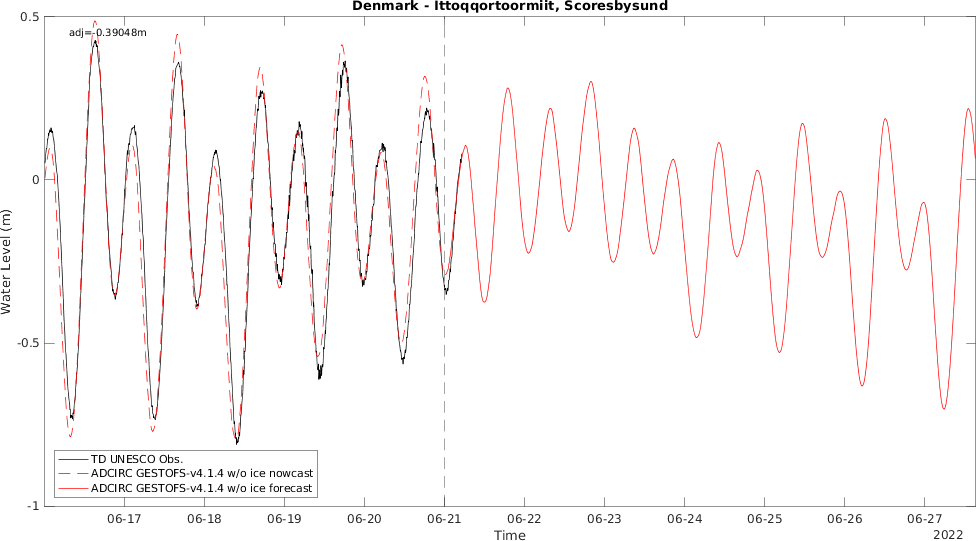 Denmark - Ittoqqortoormiit, Scoresbysund
adj=-0.39048m
0.5
0
-0.5
-1
Water Level (m)
TD UNESCO Obs.
ADCIRC GESTOFS-v4.1.4 w/o ice nowcast
ADCIRC GESTOFS-v4.1.4 w/o ice forecast
06-17 06-18 06-19 06-20 06-21 06-22 06-23 06-24 06-25 06-26 06-27
Time
2022